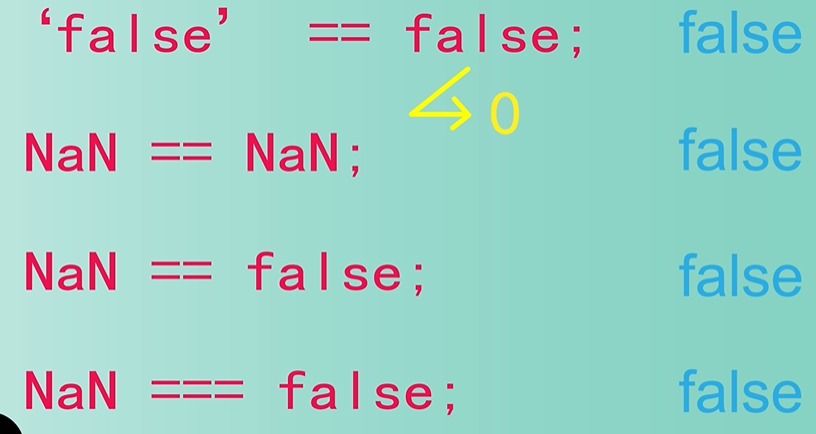 ‘false’ == false; false
0
NaN == NaN; false
NaN == false; false
NaN === false; false